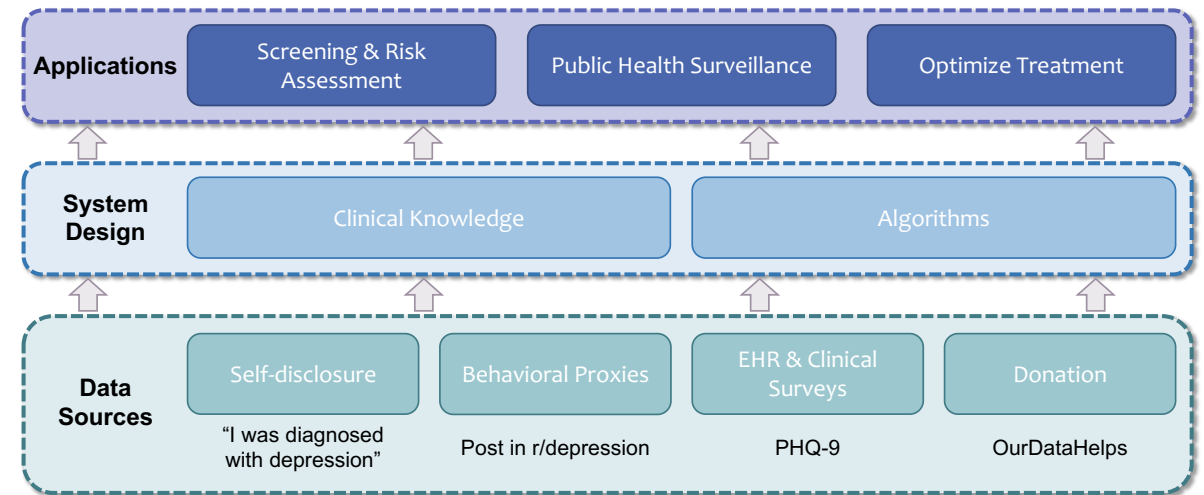 Applications
Screening & Risk
Assessment
Public Health Surveillance
Optimize Treatment
System
Design
Clinical Knowledge
Algorithms
Data
Sources
Self-disclosure
Behavioral Proxies
EHR & Clinical
Surveys
Donation
“I was diagnosed
with depression”
Post in r/depression
PHQ-9
OurDataHelps